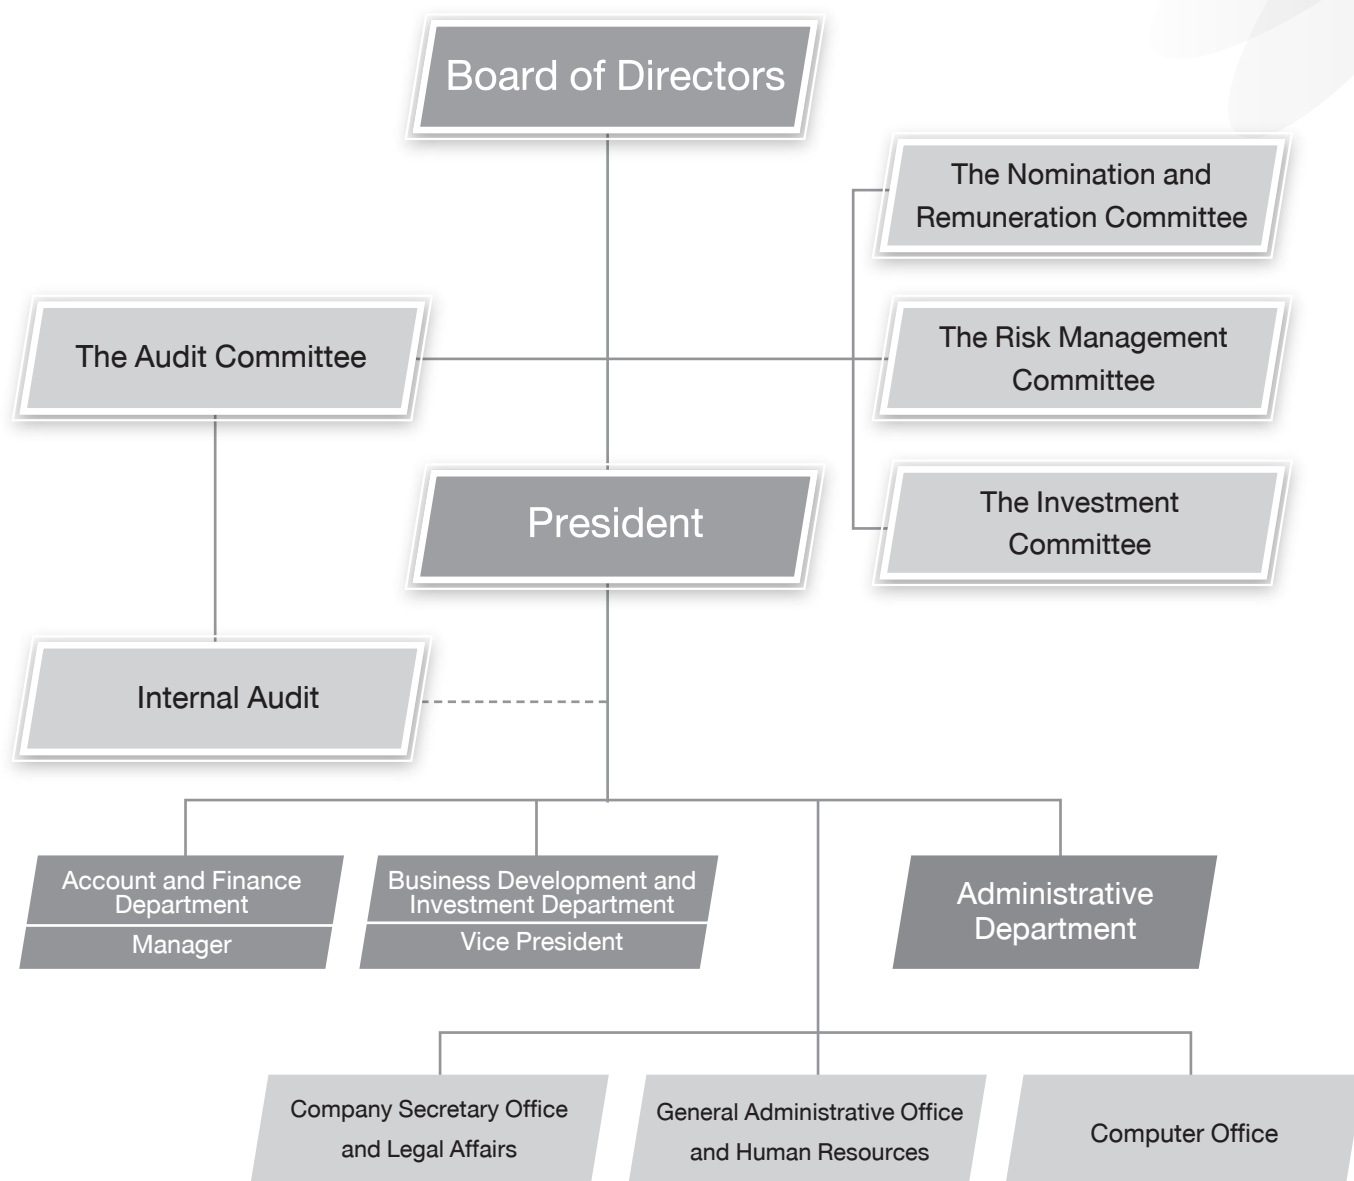 Board of Directors
The Nomination and
Remuneration Committee
The Audit Committee
The Risk Management
Committee
President
The Investment
Committee
Internal Audit
Account and Finance
Department
Manager
Business Development and
Investment Department
Vice President
Administrative
Department
Company Secretary Office
and Legal Affairs
General Administrative Office
and Human Resources
Computer Office